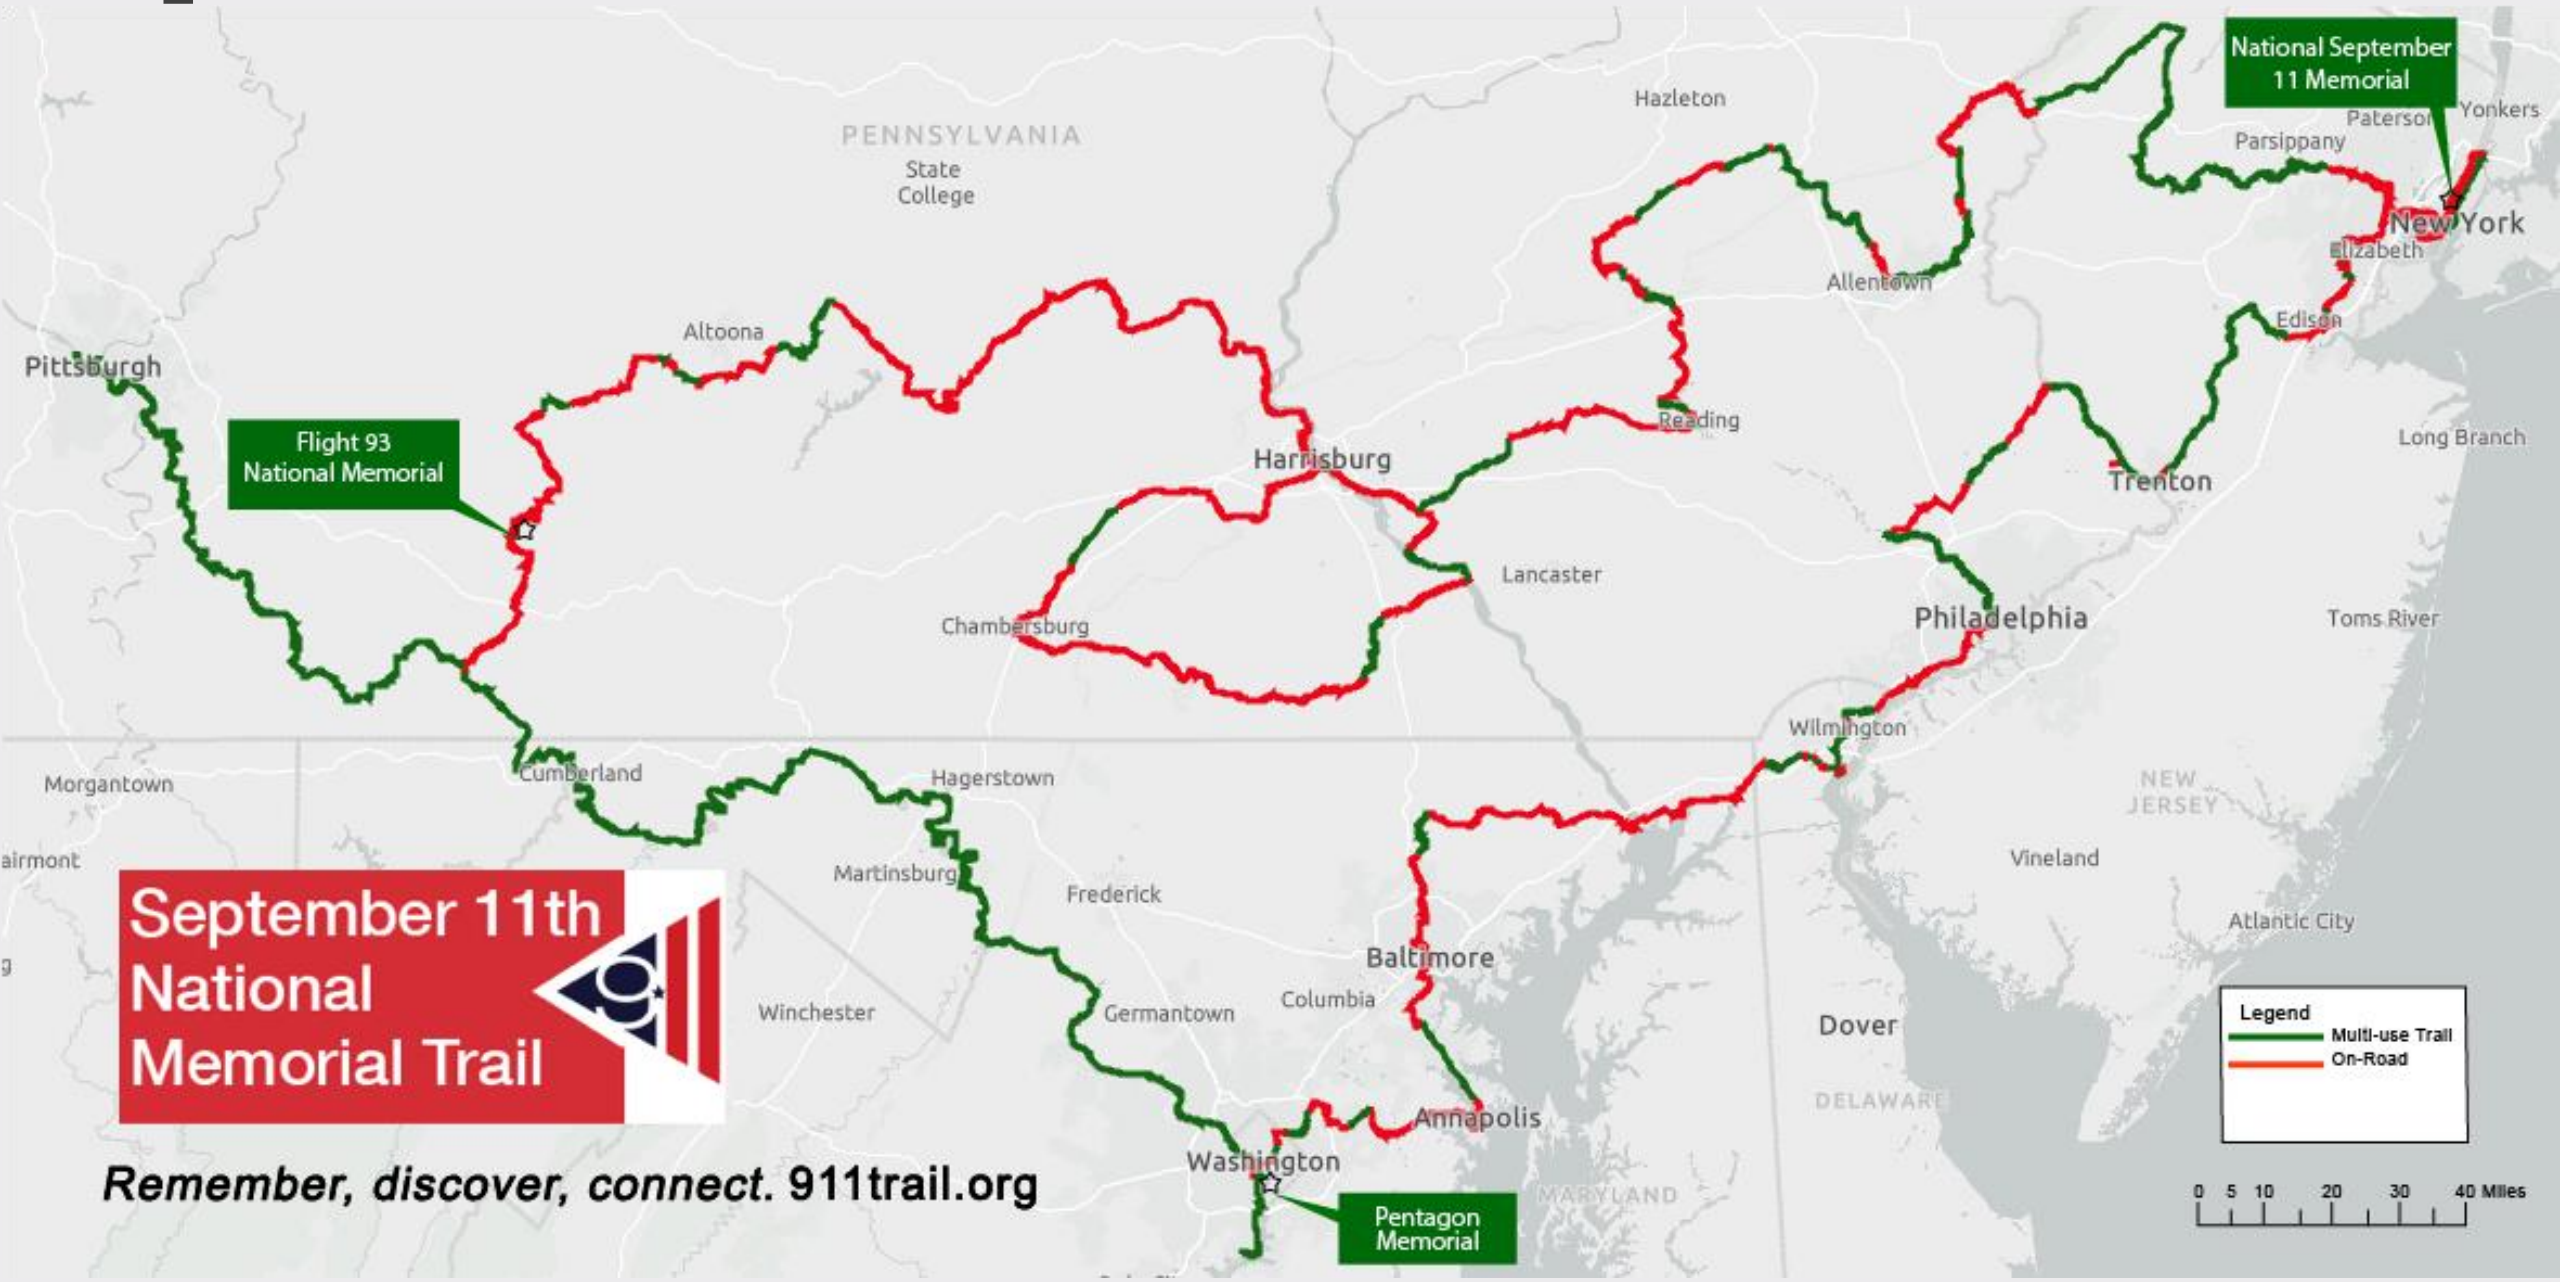 National September
11 Memorial
Hazleton
Yonkers
Paterson
Parsippany
PENNSYLVANIA
State
College
New York
Elizabeth
Allentown
Edison
Altoona
Pittsburgh
Reading
Flight 93
National Memorial
Harrisburg
Long Branch
Trenton
Lancaster
Chambersburg
Philadelphia
Toms River
Wilmington
Morgantown
Cumberland
Hagerstown
NEW
JERSEY
airmont
Martinsburg
Frederick
Vineland
Atlantic City
September 11th
National
Memorial Trail
Baltimore
g
Columbia
Winchester
Germantown
Dover
Legend
Multi-use Trail
On-Road
DELAWARE
Annapolis
Washington
Remember, discover, connect. 911trail.org
MARYLAND
Pentagon
Memorial
0 5 10 20 30 40 Miles